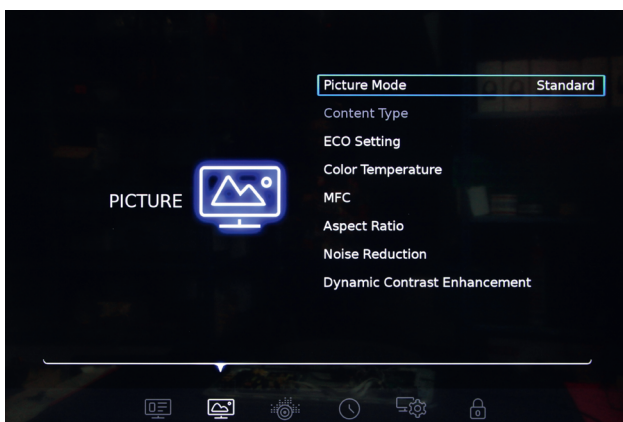 PICTURE
Picture Mode Standard
Content Type
ECO Setting
Color Temperature
MFC
Aspect Ratio
Noise Reduction
Dynamic Contrast Enhancement